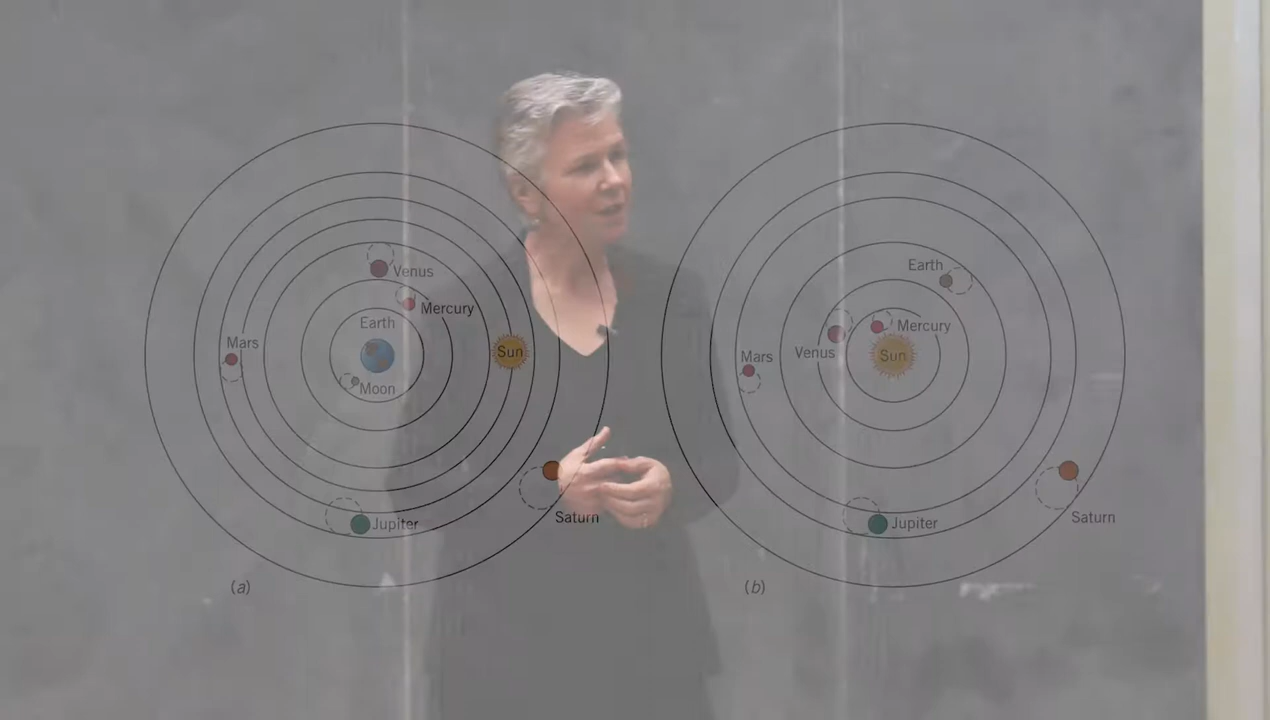 Venus
Mercury
Earth
Mars
Sun
Moon
Jupiter
Saturn
(a)
Earth
Mercury
Venus
Sun
Mars
Jupiter
Saturn
(b)